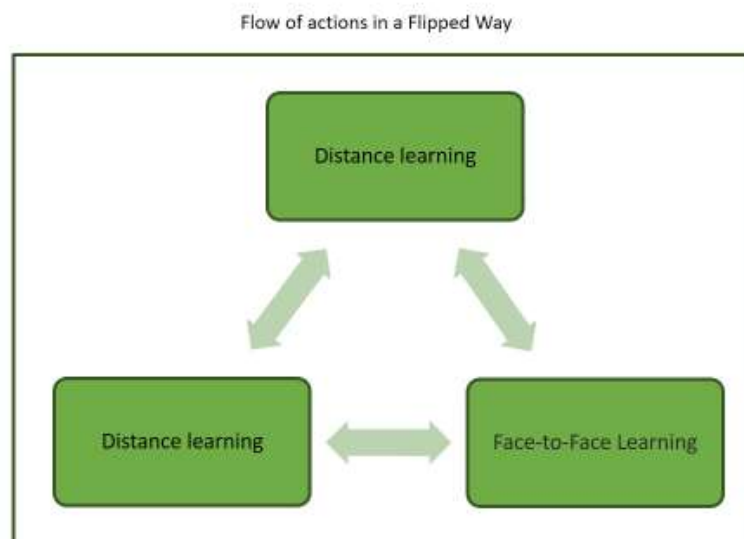 Flow of actions in a Flipped Way
Distance learning
Distance learning
Face-to-Face Learning